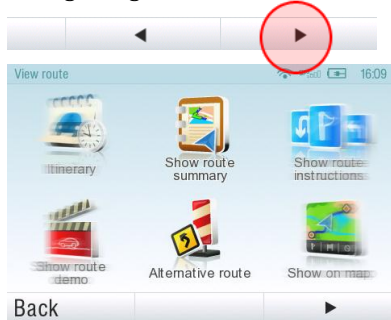 View route
16:09
Itinerary
Show route
summary
Show route
instructions
Show route
demo
Alternative route
Show on map
Back